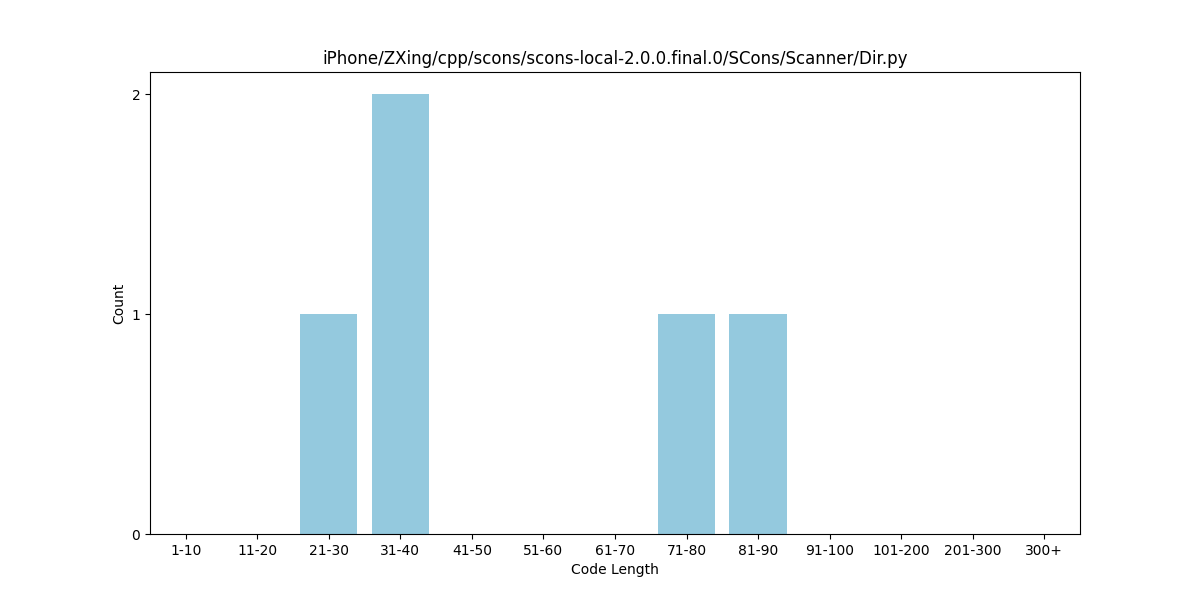 iPhone/ZXing/cpp/scons/scons-local-2.0.0.final.0/SCons/Scanner/Dir.py
Count
2
1
0
1-10 11-20 21-30 31-40 41-50 51-60 61-70 71-80 81-90 91-100 101-200 201-300 300+
Code Length